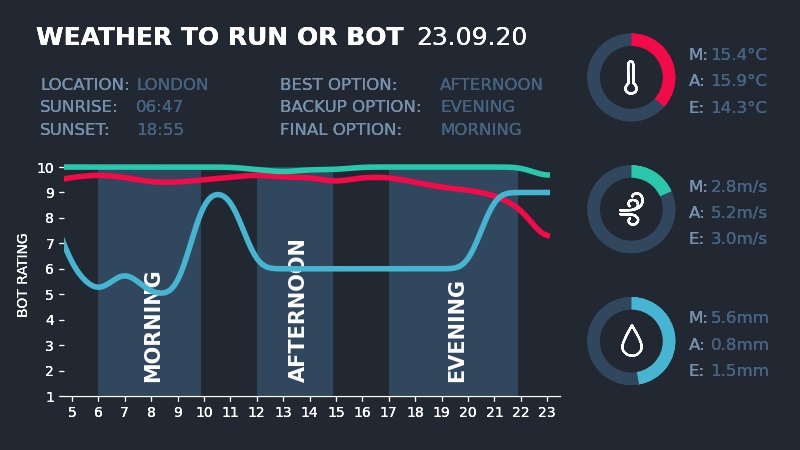 WEATHER TO RUN OR BOT 23.09.20
LOCATION: LONDON
SUNRISE: 06:47
SUNSET: 18:55
BEST OPTION: AFTERNOON
BACKUP OPTION: EVENING
FINAL OPTION: MORNING
M: 15.4°C
A: 15.9°C
E: 14.3°C
M: 2.8m/s
A: 5.2m/s
E: 3.0m/s
M: 5.6mm
A: 0.8mm
E: 1.5mm
BOT RATING
10
9
8
7
6
5
4
3
2
1
MORNING
AFTERNOON
EVENING
5 6 7 8 9 10 11 12 13 14 15 16 17 18 19 20 21 22 23